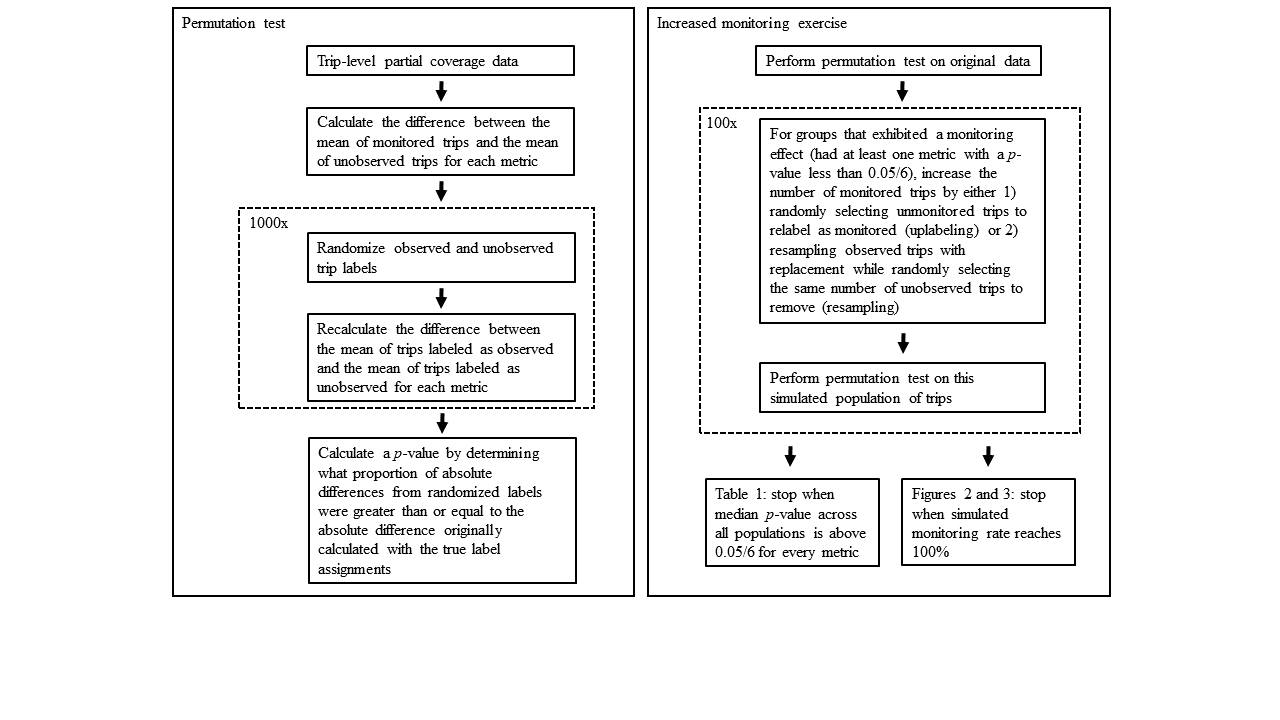 Permutation test
Trip-level partial coverage data
Calculate the difference between the
mean of monitored trips and the mean
of unobserved trips for each metric
1000x
Randomize observed and unobserved
trip labels
Recalculate the difference between
the mean of trips labeled as observed
and the mean of trips labeled as
unobserved for each metric
Calculate a p-value by determining
what proportion of absolute
differences from randomized labels
were greater than or equal to the
absolute difference originally
calculated with the true label
assignments
Increased monitoring exercise
Perform permutation test on original data
100x
For groups that exhibited a monitoring
effect (had at least one metric with a p-
value less than 0.05/6), increase the
number of monitored trips by either 1)
randomly selecting unmonitored trips to
relabel as monitored (uplabeling) or 2)
resampling observed trips with
replacement while randomly selecting
the same number of unobserved trips to
remove (resampling)
Perform permutation test on this
simulated population of trips
Table 1: stop when
median p-value across
all populations is above
0.05/6 for every metric
Figures 2 and 3: stop
when simulated
monitoring rate reaches
100%